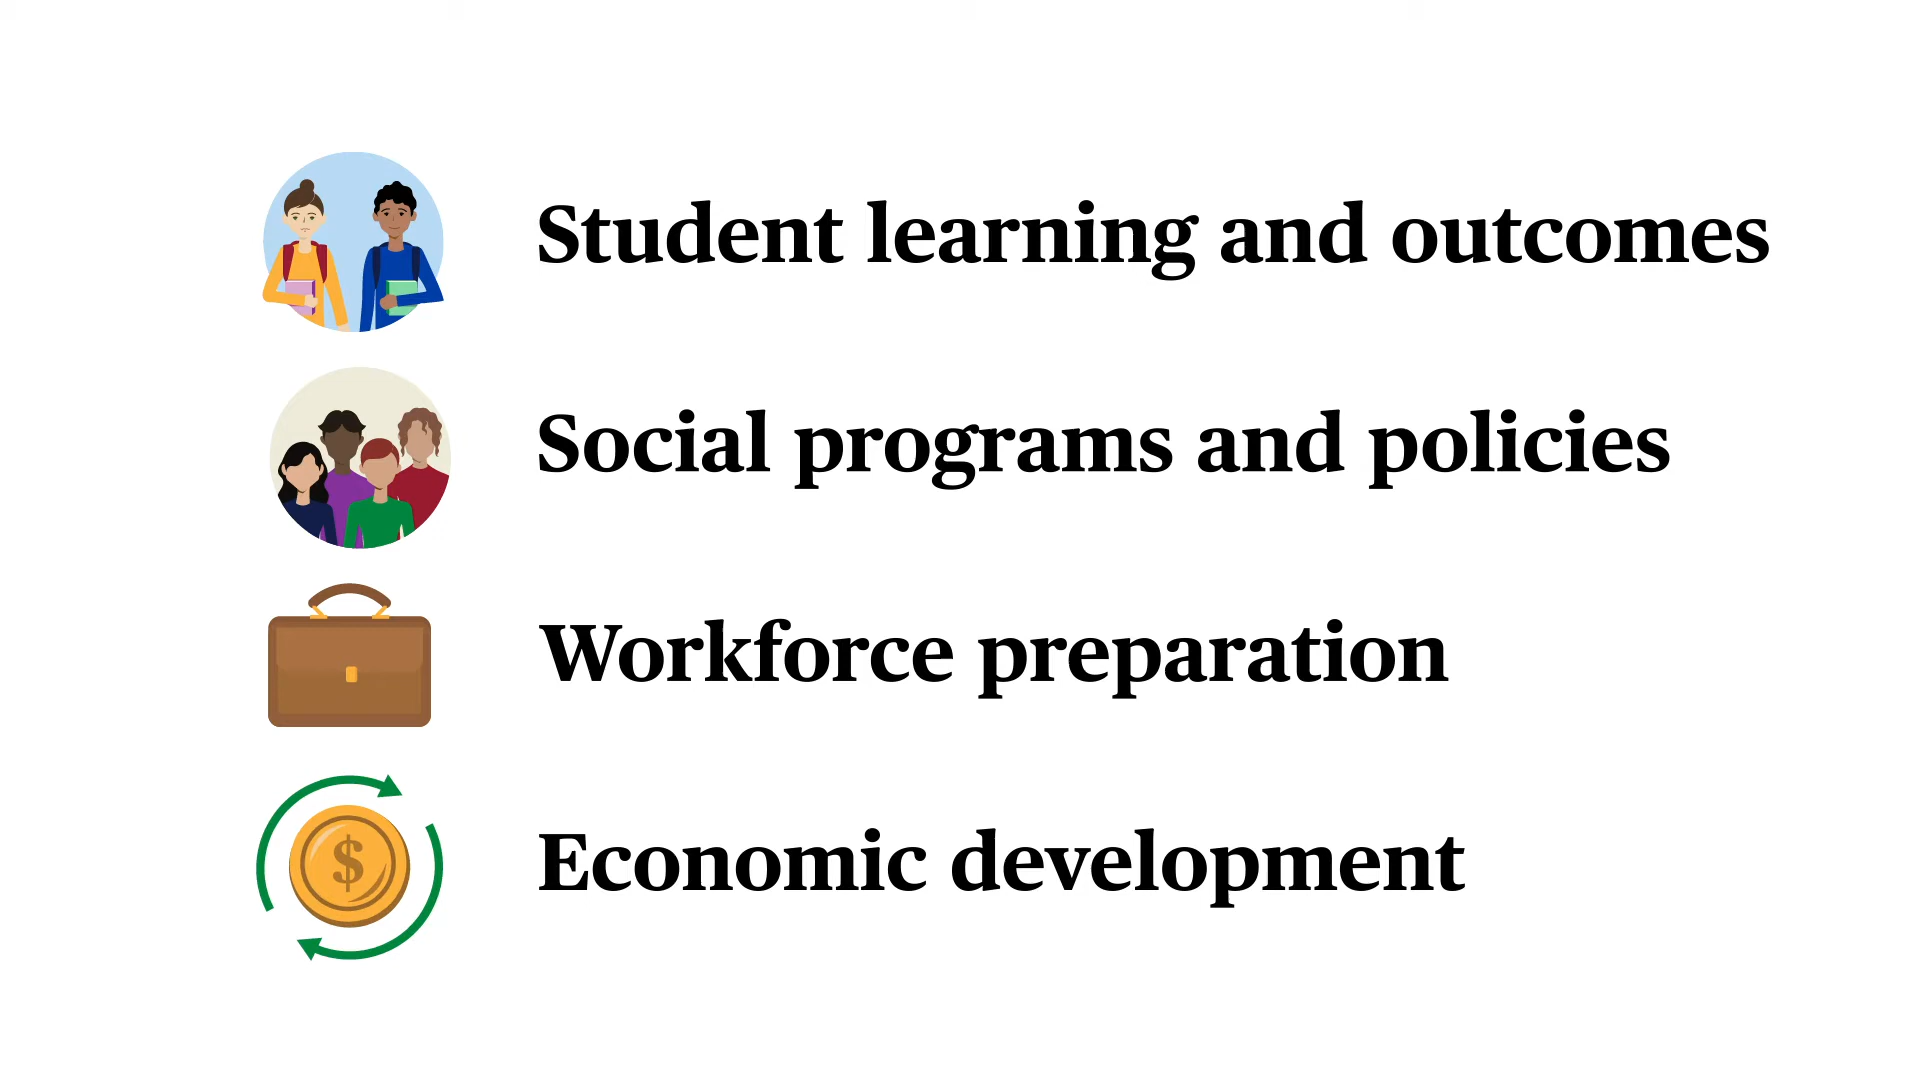 Student learning and outcomes
Social programs and policies
Workforce preparation
$
Economic development